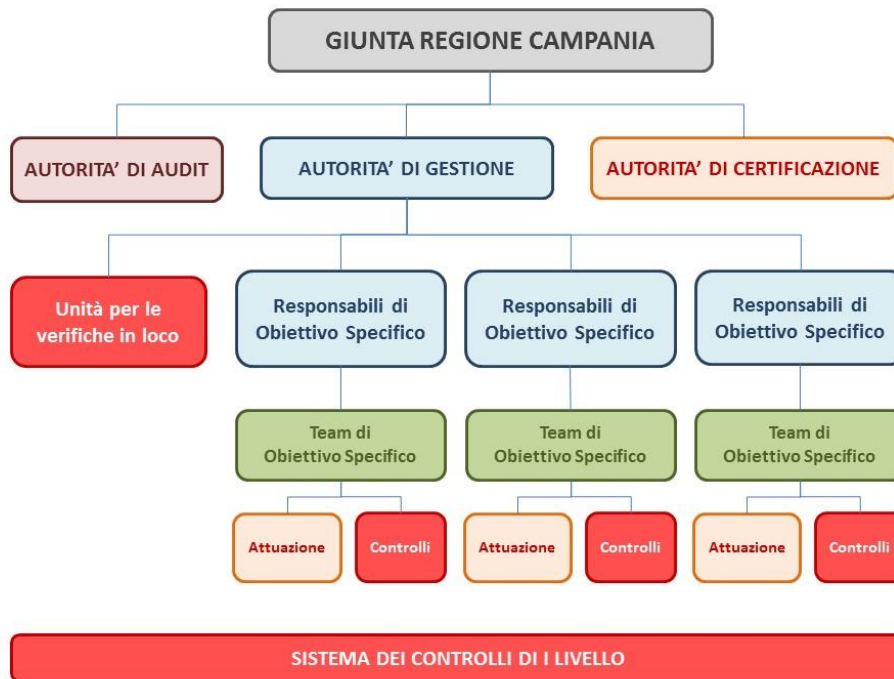 GIUNTA REGIONE CAMPANIA
AUTORITA' DI AUDIT
AUTORITA' DI GESTIONE
AUTORITA' DI CERTIFICAZIONE
Unità per le
verifiche in loco
Responsabili di
Obiettivo Specifico
Responsabili di
Obiettivo Specifico
Responsabili di
Obiettivo Specifico
Team di
Obiettivo Specifico
Team di
Obiettivo Specifico
Team di
Obiettivo Specifico
Attuazione
Controlli
Attuazione
Controlli
Attuazione
Controlli
SISTEMA DEI CONTROLLI DI I LIVELLO